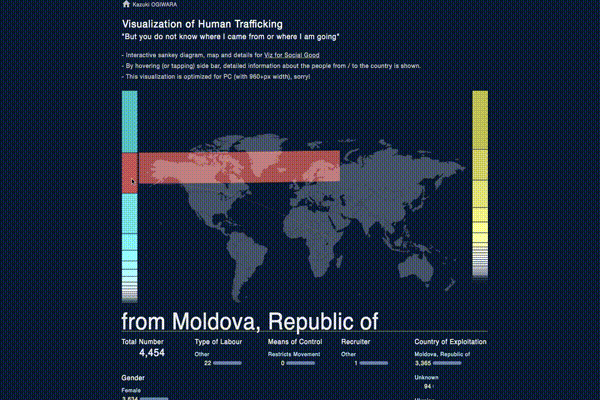 Kazuki OGIWARA
Visualization of Human Trafficking
"But you do not know where I came from or where I am going"
- Interactive sankey diagram, map and details for Viz for Social Good
- By hovering (or tapping) side bar, detailed information about the people from / to the country is shown.
- This visualization is optimized for PC (with 960+px width), sorry!
from Moldova, Republic of
Total Number
4,454
Type of Labour
Other
22
Means of Control
Restricts Movement
0
Recruiter
Other
1
Country of Exploitation
Moldova, Republic of
3,365
Unknown
94
Gender
Female
3,634